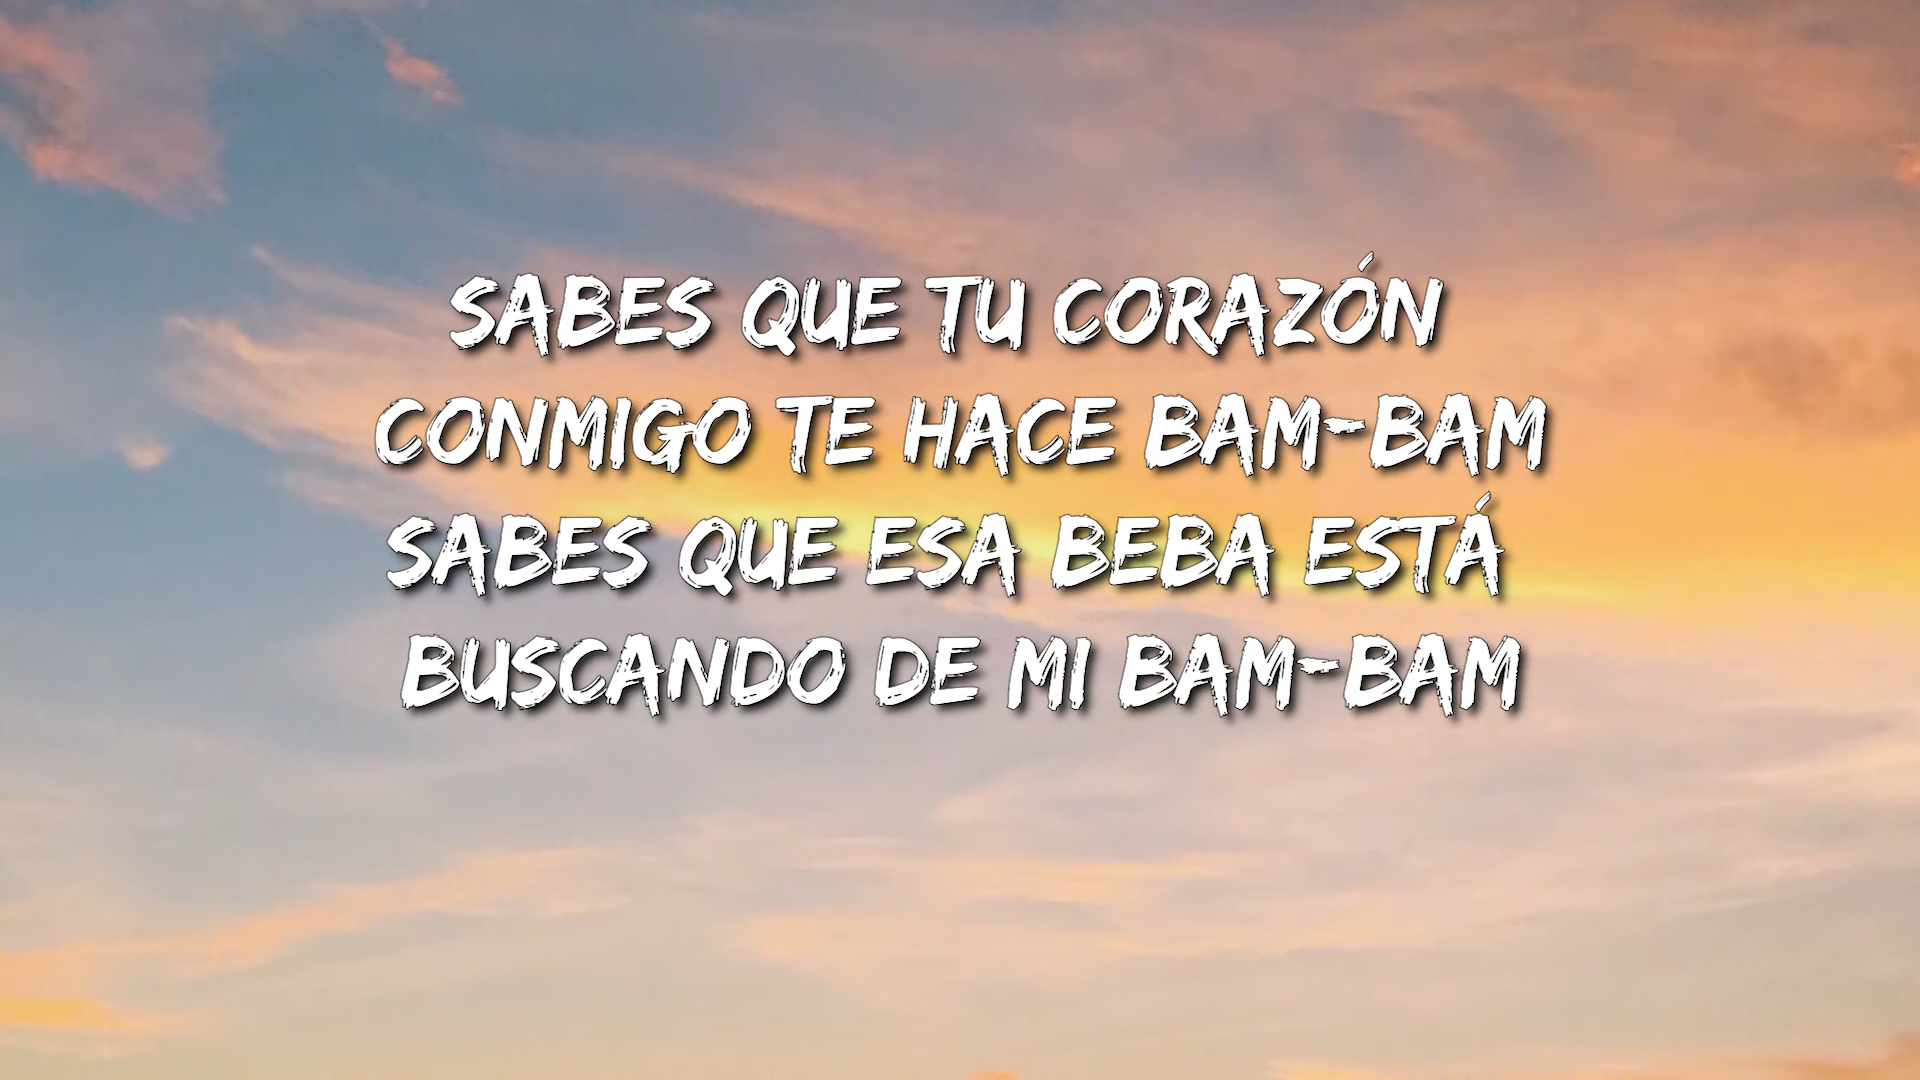 SABES QUE TU CORAZÓN
CONMIGO TE HACE BAM-BAM
SABES QUE ESA BEBA ESTÁ
BUSCANDO DE MI BAM-BAM